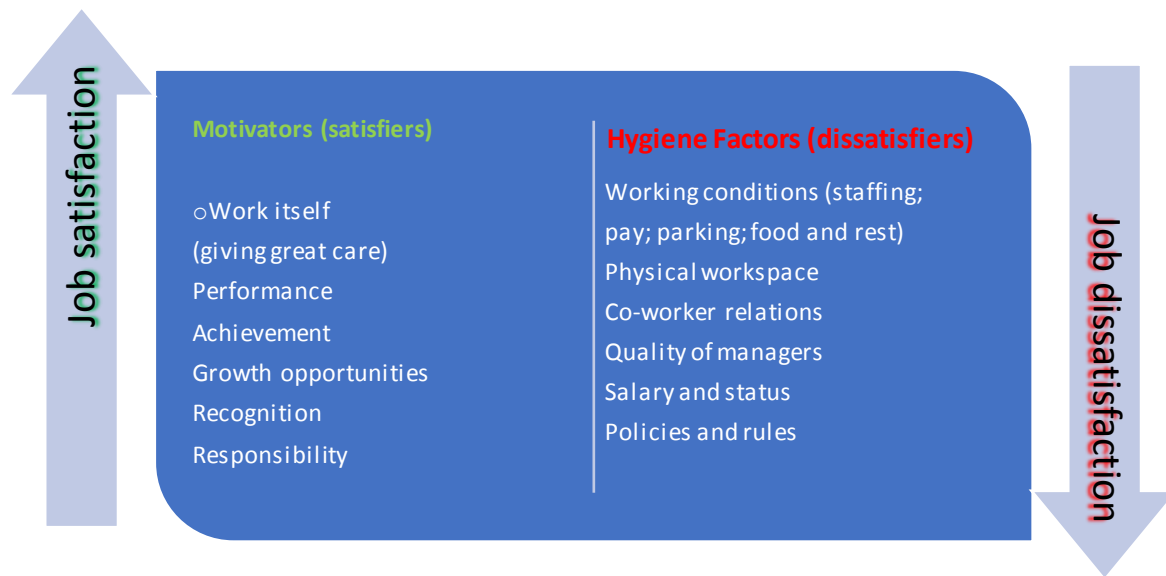 Job satisfaction
Motivators (satisfiers)
oWork itself
(giving great care)
Performance
Achievement
Growth opportunities
Recognition
Responsibility
Hygiene Factors (dissatisfiers)
Working conditions (staffing;
pay; parking; food and rest)
Physical workspace
Co-worker relations
Quality of managers
Salary and status
Policies and rules
Job dissatisfaction